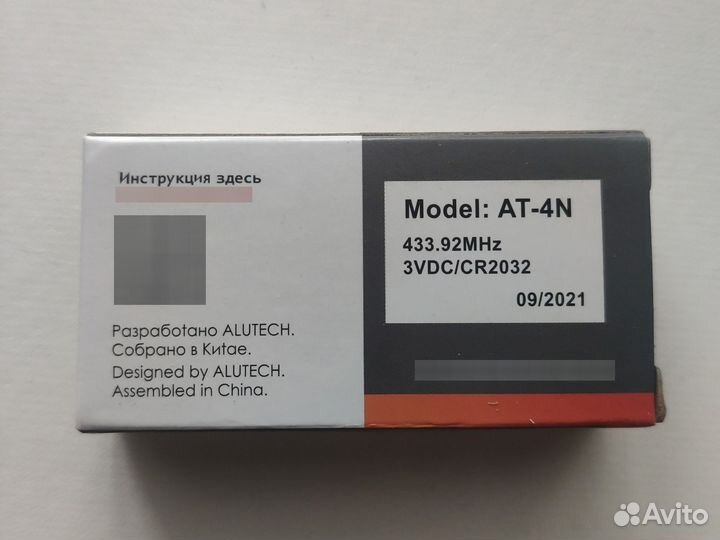 Инструкция здесь
Разработано ALUTECH.
Собрано в Китае.
Designed by ALUTECH.
Assembled in China.
Model: AT-4N
433.92MHz
3VDC/CR2032
09/2021
Avito